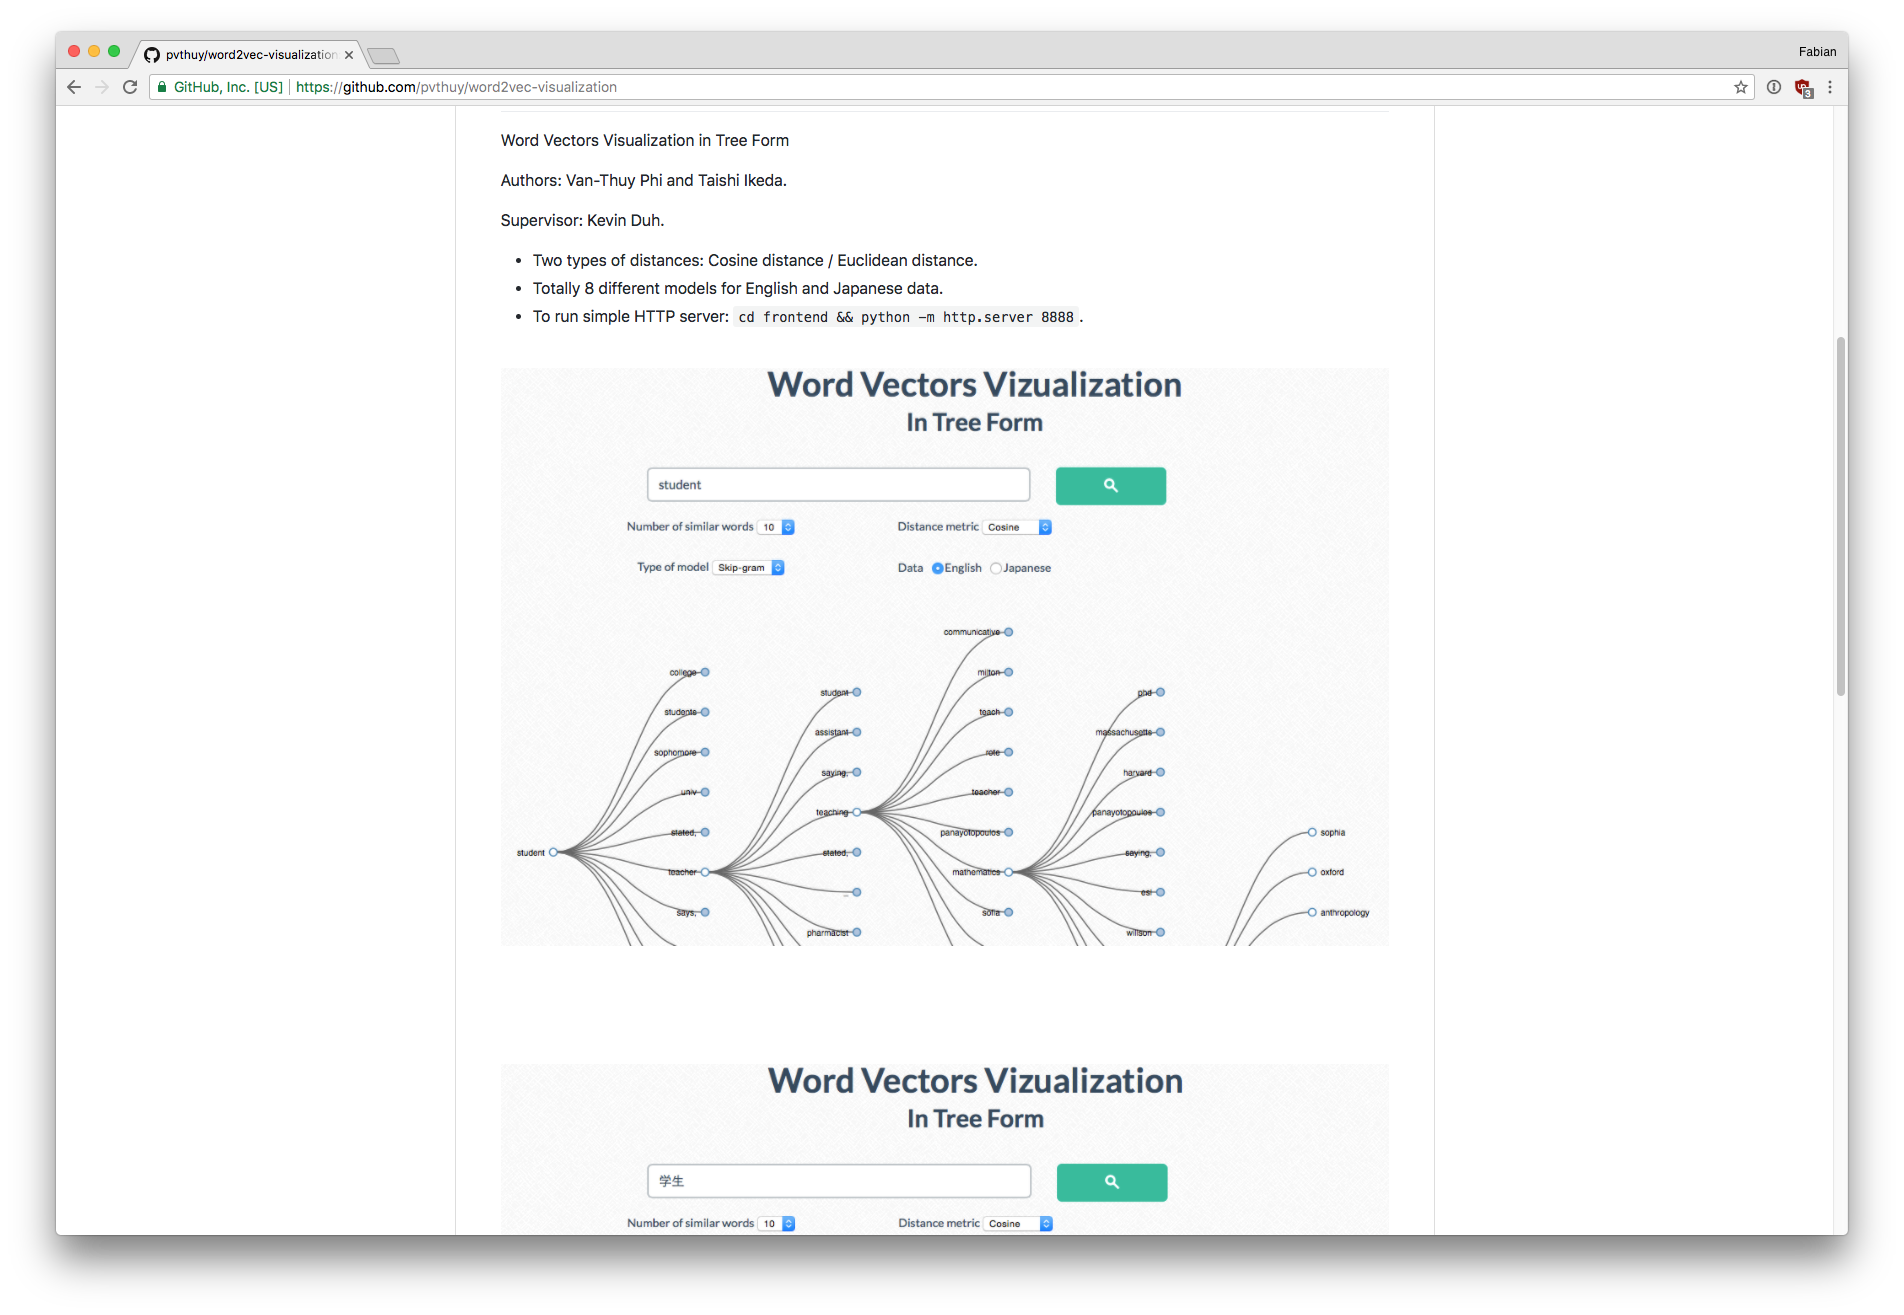 pvthuy/word2vec-visualization
Fabian
GitHub, Inc. [US] https://github.com/pvthuy/word2vec-visualization
3
Word Vectors Visualization in Tree Form
Authors: Van-Thuy Phi and Taishi Ikeda.
Supervisor: Kevin Duh.
Two types of distances: Cosine distance / Euclidean distance.
Totally 8 different models for English and Japanese data.
To run simple HTTP server: cd frontend && python -m http.server 8888 .
Word Vectors Vizualization
In Tree Form
student
Number of similar words 10
Distance metric Cosine
Type of model Skip-gram
Data English Japanese
communicative
college
milton
student
phd
students
teach
assistant
massachusetts
sophomore
rote
saying,
harvard
univ
teacher
teaching
panayotopoulos
stated,
panayotopoulos
sophia
student
stated,
saying,
teacher
mathematics
oxford
_
esi
says,
sofia
anthropology
pharmacist
willson
Word Vectors Vizualization
In Tree Form
学生
Number of similar words 10
Distance metric Cosine